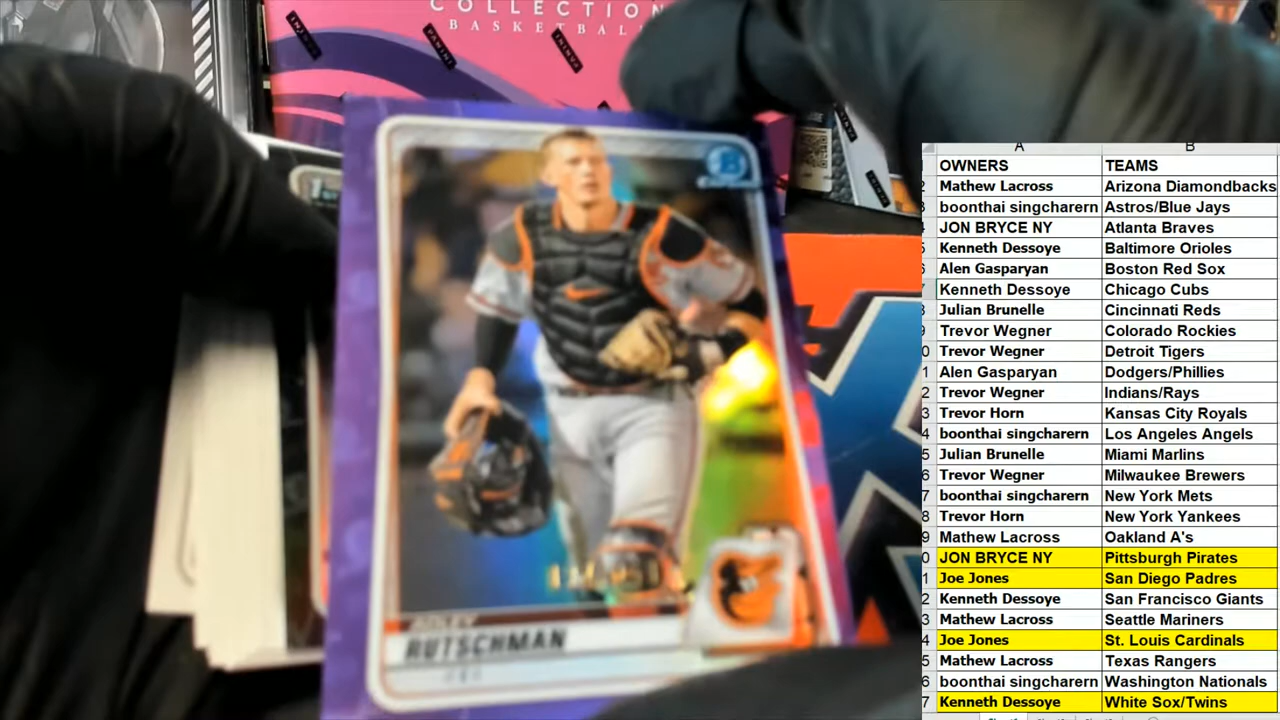 COLLECTION
BASKETBALL
PANINI
RUTSCHMAN
A B
OWNERS TEAMS
Mathew Lacross Arizona Diamondbacks
boonthai singcharern Astros/Blue Jays
JON BRYCE NY Atlanta Braves
Kenneth Dessoye Baltimore Orioles
Alen Gasparyan Boston Red Sox
Kenneth Dessoye Chicago Cubs
Julian Brunelle Cincinnati Reds
Trevor Wegner Colorado Rockies
Trevor Wegner Detroit Tigers
Alen Gasparyan Dodgers/Phillies
Trevor Wegner Indians/Rays
Trevor Horn Kansas City Royals
boonthai singcharern Los Angeles Angels
Julian Brunelle Miami Marlins
Trevor Wegner Milwaukee Brewers
boonthai singcharern New York Mets
Trevor Horn New York Yankees
Mathew Lacross Oakland A's
JON BRYCE NY Pittsburgh Pirates
Joe Jones San Diego Padres
Kenneth Dessoye San Francisco Giants
Mathew Lacross Seattle Mariners
Joe Jones St. Louis Cardinals
Mathew Lacross Texas Rangers
boonthai singcharern Washington Nationals
Kenneth Dessoye White Sox/Twins